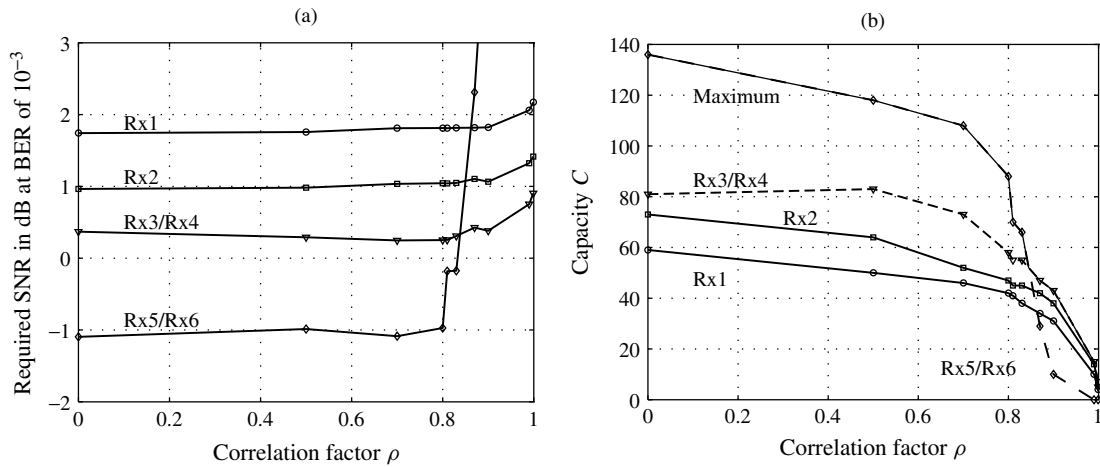 (a)
3
2
1
0
−1
−2
Required SNR in dB at BER of 10⁻³
Rx1
Rx2
Rx3/Rx4
Rx5/Rx6
0
0.2
0.4
0.6
0.8
1
Correlation factor ρ
(b)
140
120
100
80
60
40
20
0
Capacity C
Maximum
Rx3/Rx4
Rx2
Rx1
Rx5/Rx6
0
0.2
0.4
0.6
0.8
1
Correlation factor ρ